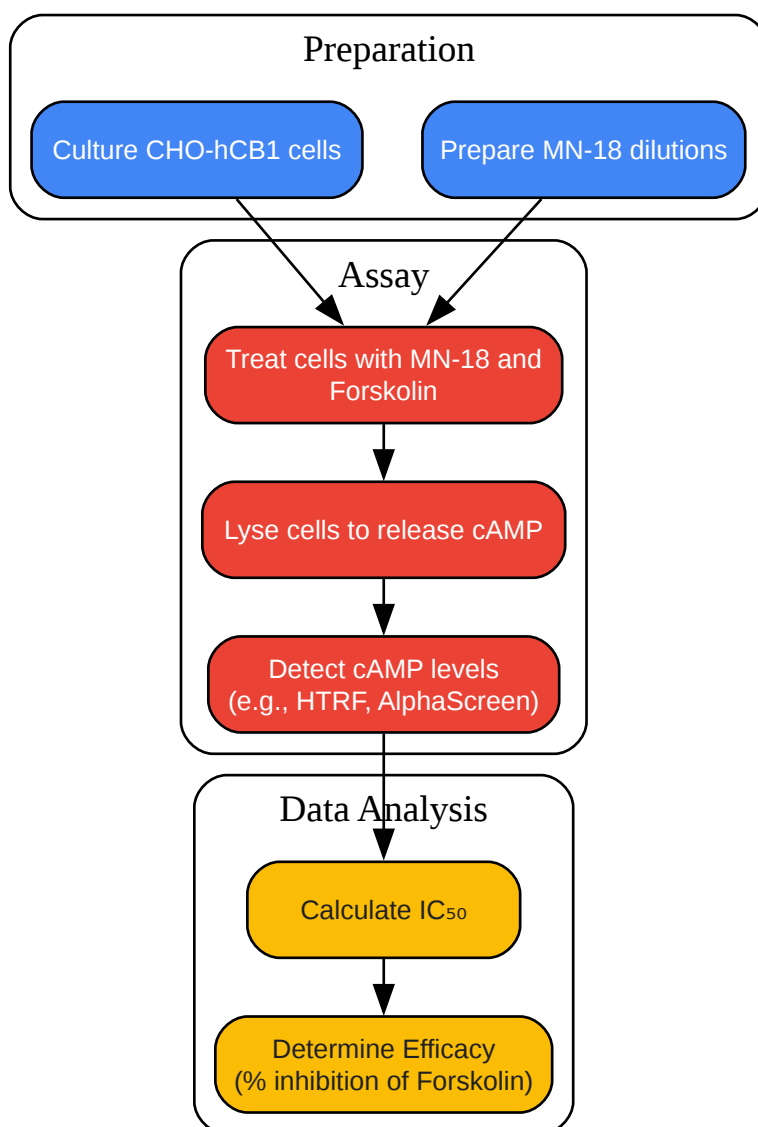 Preparation
Culture CHO-hCB1 cells
Prepare MN-18 dilutions
Assay
Treat cells with MN-18 and
Forskolin
Lyse cells to release cAMP
Detect cAMP levels
(e.g., HTRF, AlphaScreen)
Data Analysis
Calculate IC₅₀
Determine Efficacy
(% inhibition of Forskolin)